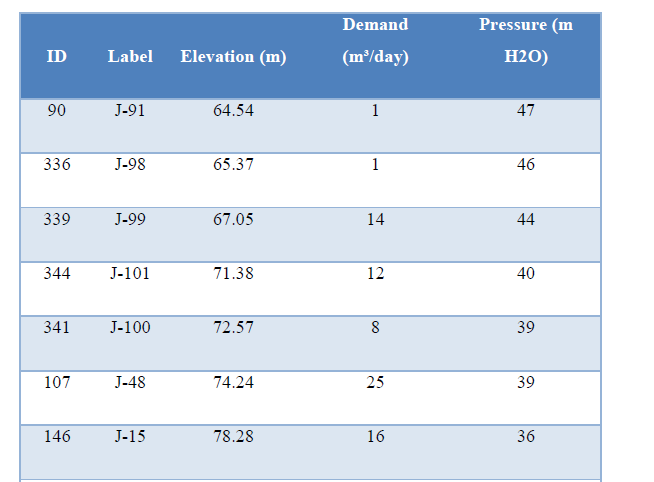 ID Label Elevation (m) Demand (m³/day) Pressure (m H2O)
90 J-91 64.54 1 47
336 J-98 65.37 1 46
339 J-99 67.05 14 44
344 J-101 71.38 12 40
341 J-100 72.57 8 39
107 J-48 74.24 25 39
146 J-15 78.28 16 36